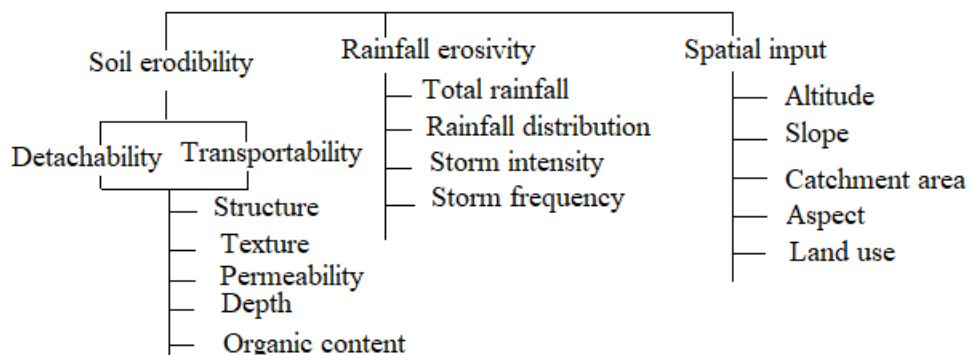 Soil erodibility
Detachability
Transportability
Structure
Texture
Permeability
Depth
Organic content
Rainfall erosivity
Total rainfall
Rainfall distribution
Storm intensity
Storm frequency
Spatial input
Altitude
Slope
Catchment area
Aspect
Land use